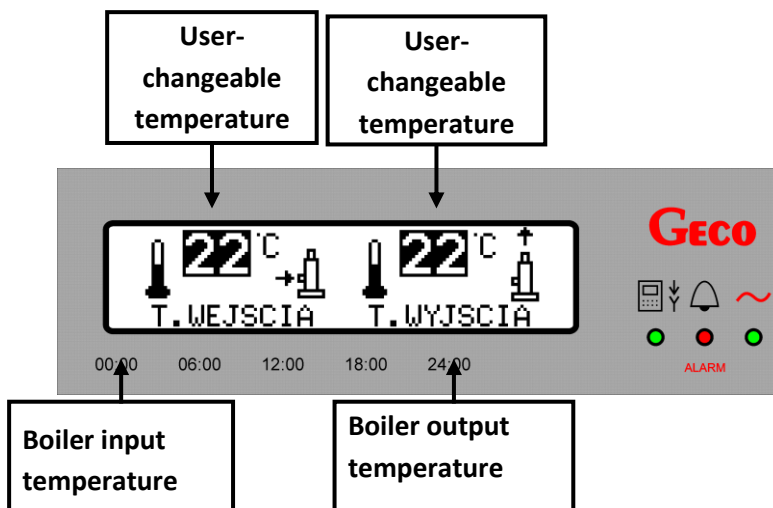 User-
changeable
temperature
User-
changeable
temperature
22 °C 22 °C
T.WEJSCIA T.WYJSCIA
GECO
00:00 06:00 12:00 18:00 24:00
ALARM
Boiler input
temperature
Boiler output
temperature